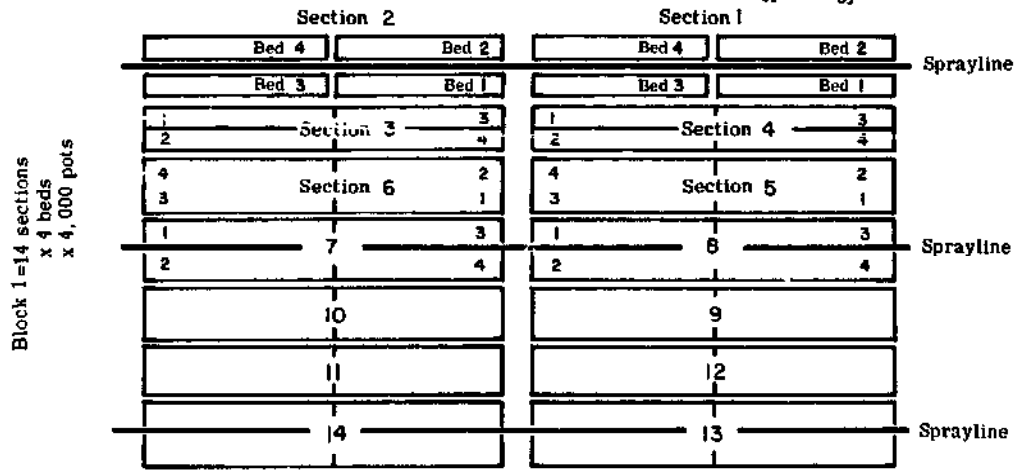 Section 2 Section 1
Bed 4 Bed 2 Bed 4 Bed 2
Sprayline
Bed 3 Bed 1 Bed 3 Bed 1
1 3 1 3
Section 3 Section 4
2 4 2 4
4 2 4 2
Section 6 Section 5
3 1 3 1
1 3 1 3
7 8 Sprayline
2 4 2 4
10 9
11 12
14 13 Sprayline
Block 1=14 sections
x 4 beds
x 4,000 pots